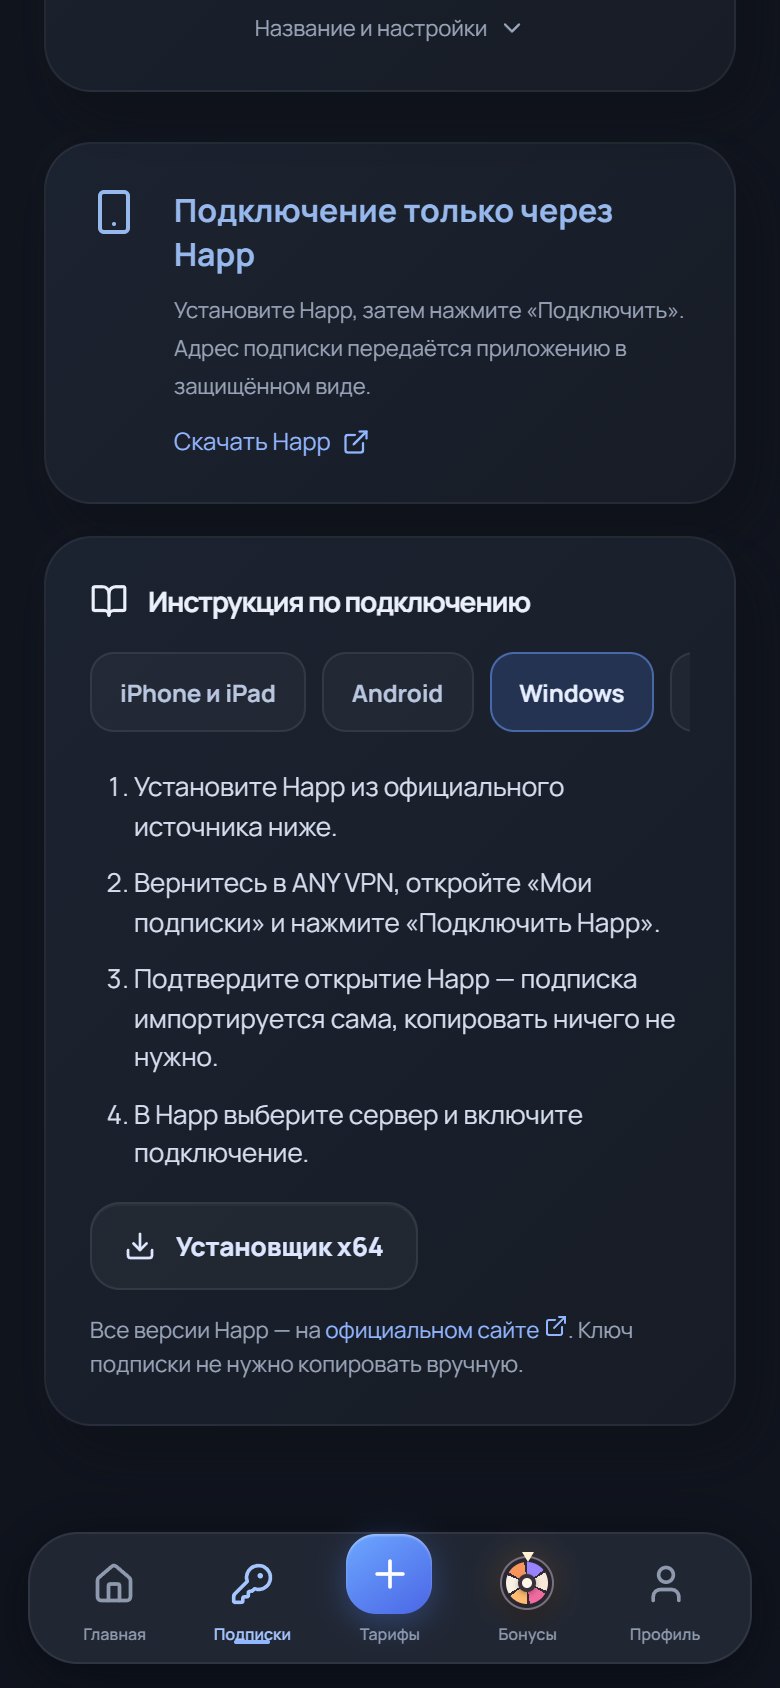 Название и настройки
Подключение только через
Happ
Установите Happ, затем нажмите «Подключить».
Адрес подписки передаётся приложению в
защищённом виде.
Скачать Happ
Инструкция по подключению
iPhone и iPad
Android
Windows
1. Установите Happ из официального
источника ниже.
2. Вернитесь в ANY VPN, откройте «Мои
подписки» и нажмите «Подключить Happ».
3. Подтвердите открытие Happ — подписка
импортируется сама, копировать ничего не
нужно.
4. В Happ выберите сервер и включите
подключение.
Установщик x64
Все версии Happ — на официальном сайте. Ключ
подписки не нужно копировать вручную.
Главная
Подписки
Тарифы
Бонусы
Профиль